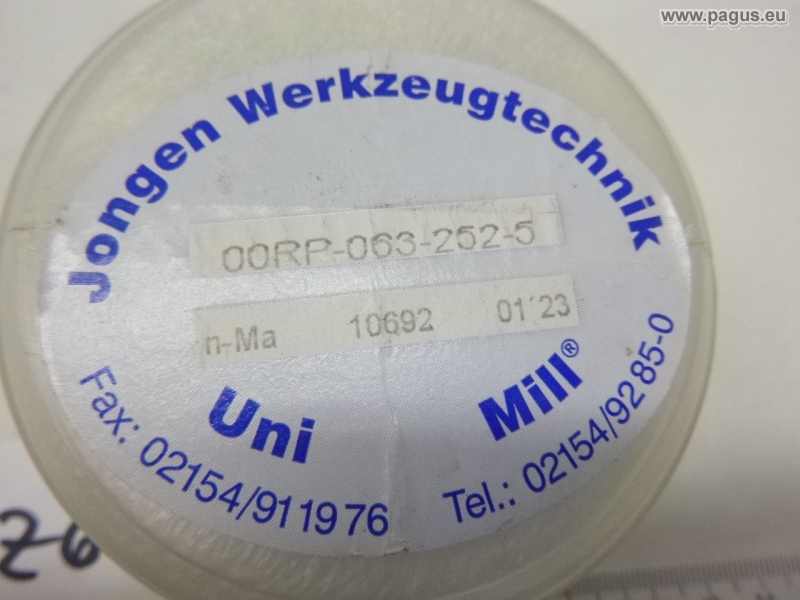 www.pagus.eu
Jongen Werkzeugtechnik
00RP-063-252-5
n-Ma 10692 01'23
Uni Mill®
Fax: 02154/911976
Tel.: 02154/9285-0